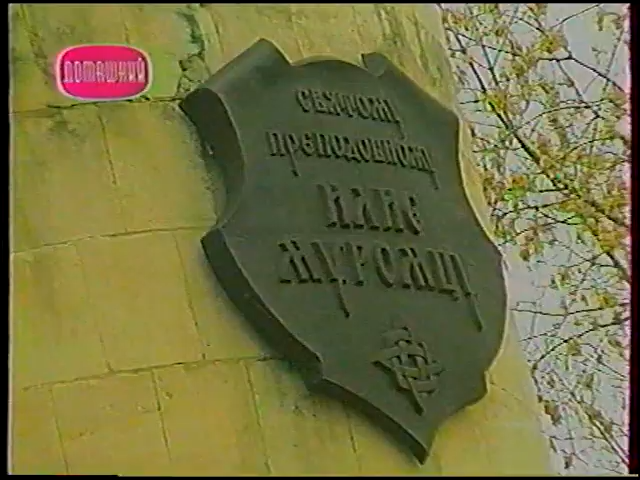 домашний
святому
преподобному
илие
муромцу